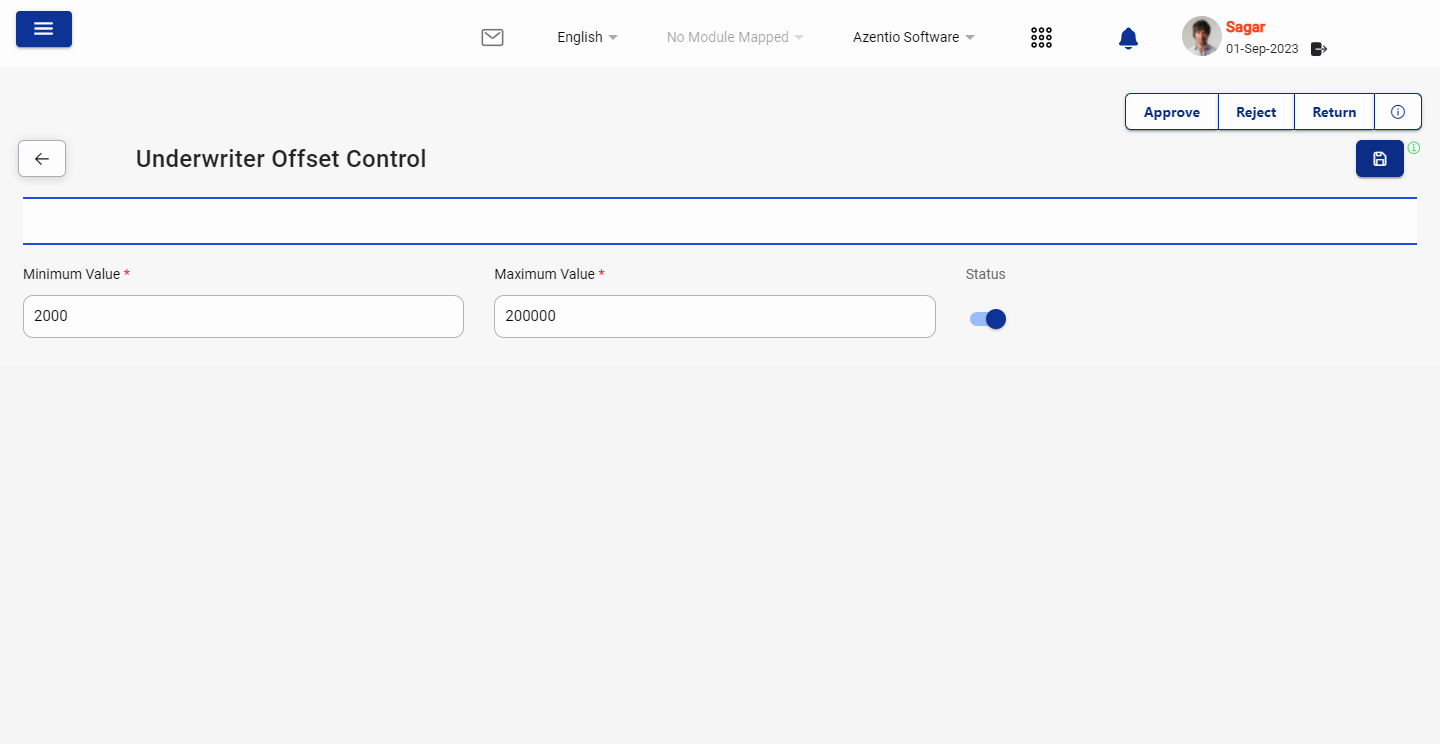 English
No Module Mapped
Azentio Software
Sagar
01-Sep-2023
Approve
Reject
Return
Underwriter Offset Control
Minimum Value *
Maximum Value *
Status
2000
200000